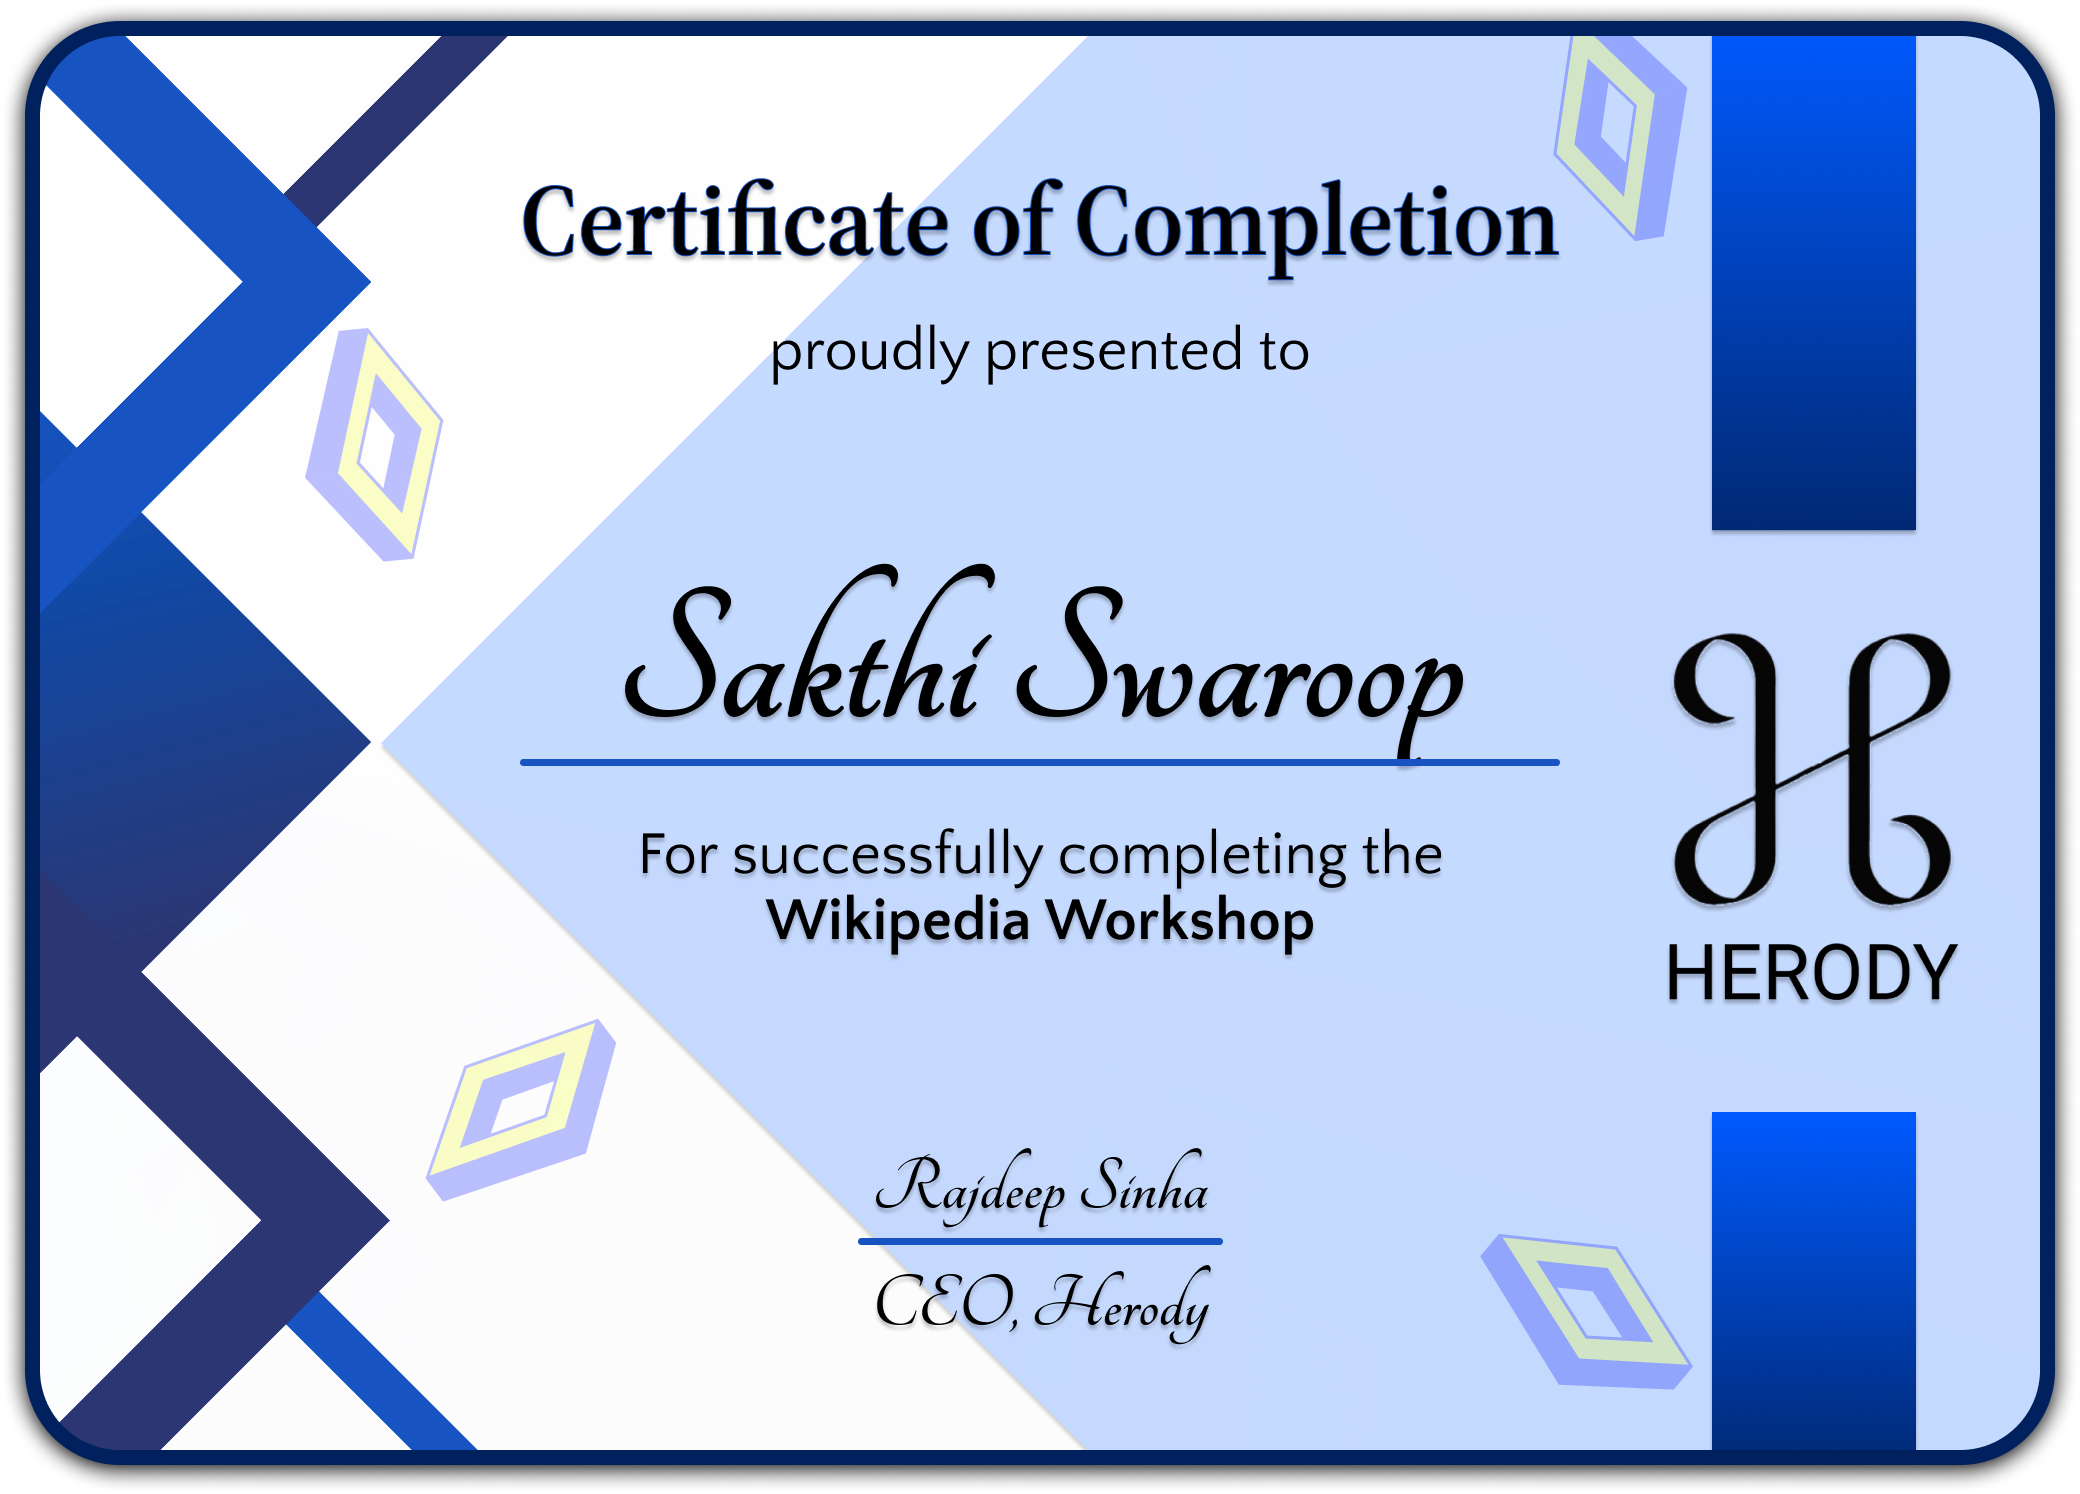 Certificate of Completion
proudly presented to
Sakthi Swaroop
For successfully completing the
Wikipedia Workshop
HERODY
Rajdeep Sinha
CEO, Herody